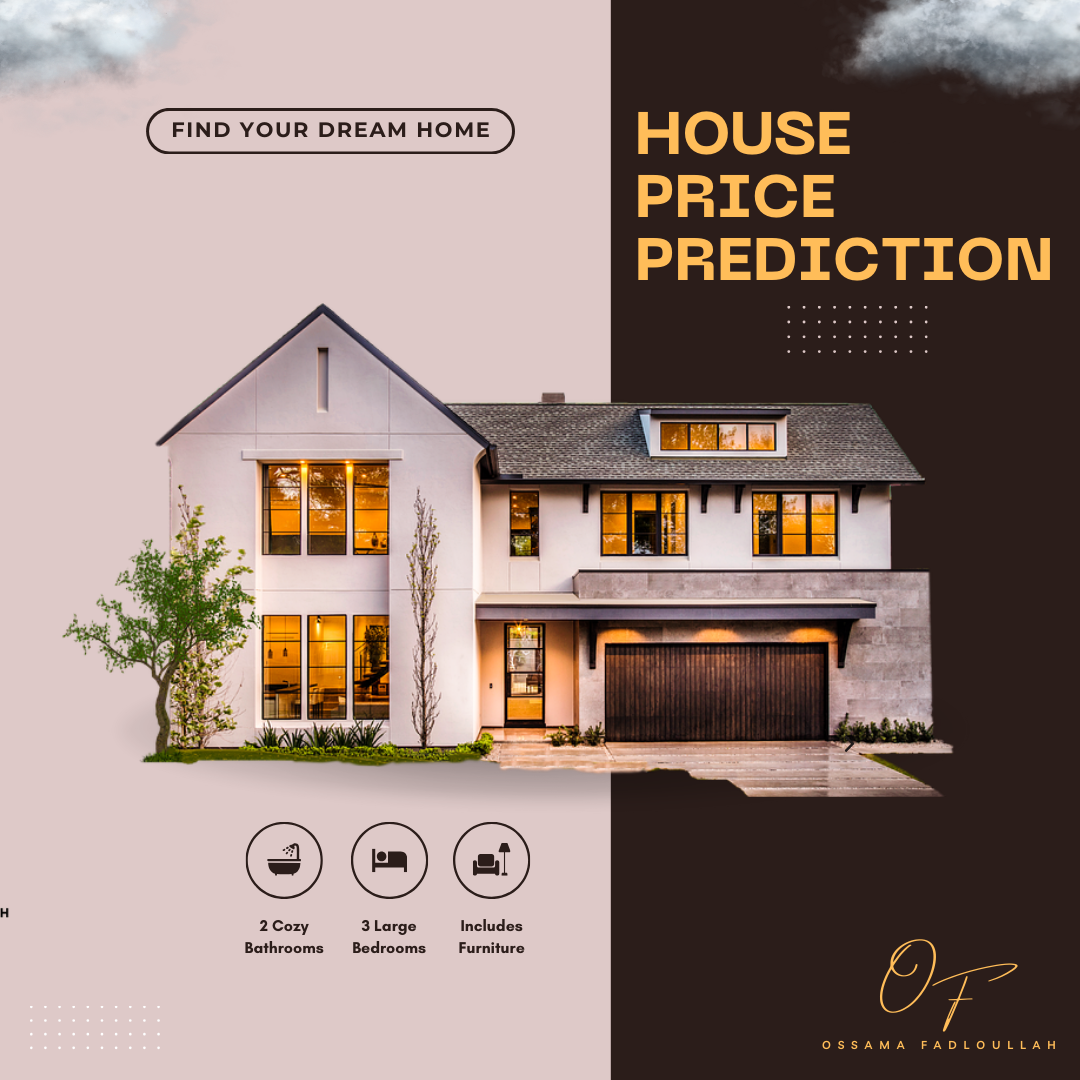 FIND YOUR DREAM HOME
HOUSE
PRICE
PREDICTION
2 Cozy
Bathrooms
3 Large
Bedrooms
Includes
Furniture
H
OF
OSSAMA FADLOULLAH